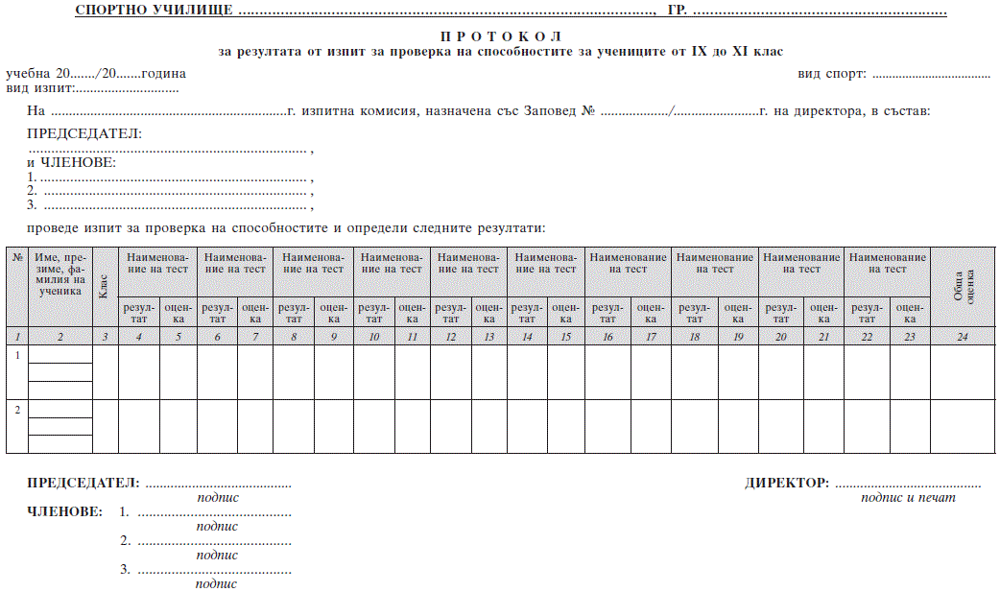 СПОРТНО УЧИЛИЩЕ ..................................................................................................., ГР. .............................................................
П Р О Т О К О Л
за резултата от изпит за проверка на способностите за учениците от IX до XI клас
учебна 20......./20.......година вид спорт: ....................................
вид изпит:.............................
На .................................................................г. изпитна комисия, назначена със Заповед № .................../........................г. на директора, в състав:
ПРЕДСЕДАТЕЛ:
.......................................................................... ,
и ЧЛЕНОВЕ:
1. ....................................................................... ,
2. ...................................................................... ,
3. ...................................................................... ,
проведе изпит за проверка на способностите и определи следните резултати:
№ Име, пре- Клас Наименова- Наименова- Наименова- Наименова- Наименова- Наименова- Наименование Наименование Наименование Наименование Обща
зиме, фа- ние на тест ние на тест ние на тест ние на тест ние на тест ние на тест на тест на тест на тест на тест оценка
милия на
ученика
резул- оцен- резул- оцен- резул- оцен- резул- оцен- резул- оцен- резул- оцен- резул- оцен- резул- оцен- резул- оцен- резул- оцен-
тат ка тат ка тат ка тат ка тат ка тат ка тат ка тат ка тат ка тат ка
1 2 3 4 5 6 7 8 9 10 11 12 13 14 15 16 17 18 19 20 21 22 23 24
1
2
ПРЕДСЕДАТЕЛ: ........................................ ДИРЕКТОР: ........................................
подпис подпис и печат
ЧЛЕНОВЕ: 1. ..........................................
подпис
2. ..........................................
подпис
3. ..........................................
подпис